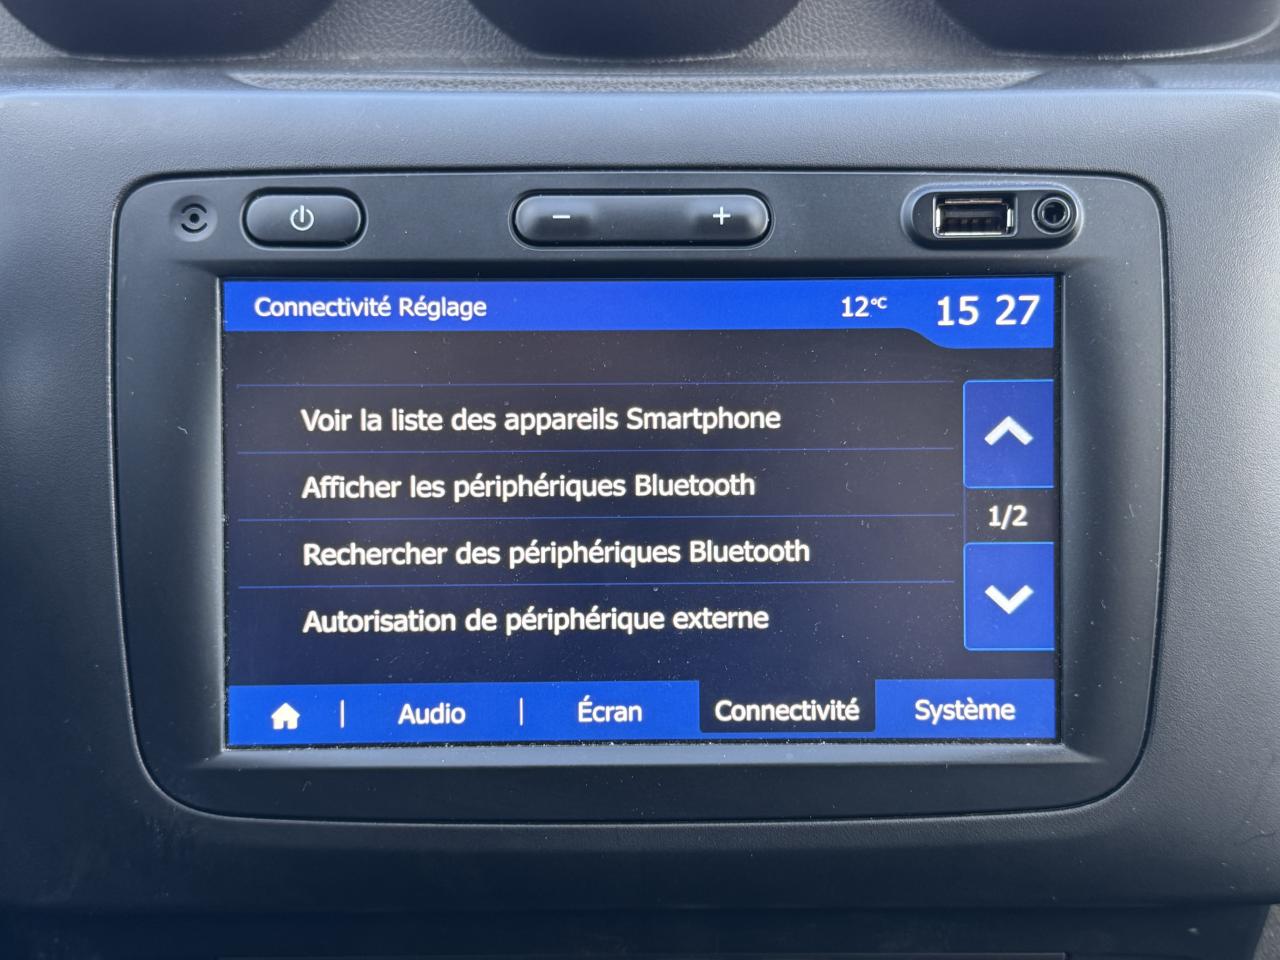 Connectivité Réglage
12°C
15 27
Voir la liste des appareils Smartphone
Afficher les périphériques Bluetooth
1/2
Rechercher des périphériques Bluetooth
Autorisation de périphérique externe
Audio | Écran Connectivité Système